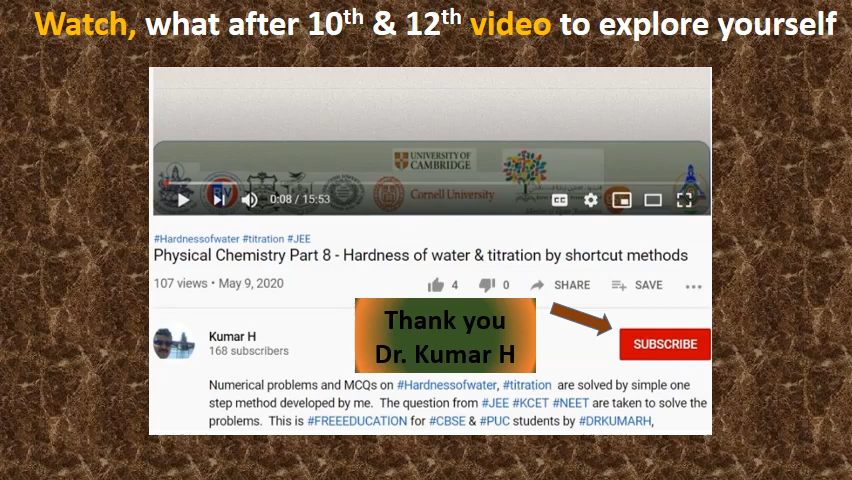 Watch, what after 10th & 12th video to explore yourself
UNIVERSITY OF
CAMBRIDGE
Cornell University
0:08 / 15:53
CC
#Hardnessofwater #titration #JEE
Physical Chemistry Part 8 - Hardness of water & titration by shortcut methods
107 views • May 9, 2020
4 0 SHARE SAVE ...
Thank you
Dr. Kumar H
Kumar H
168 subscribers
SUBSCRIBE
Numerical problems and MCQs on #Hardnessofwater, #titration are solved by simple one
step method developed by me. The question from #JEE #KCET #NEET are taken to solve the
problems. This is #FREEEDUCATION for #CBSE & #PUC students by #DRKUMARH,